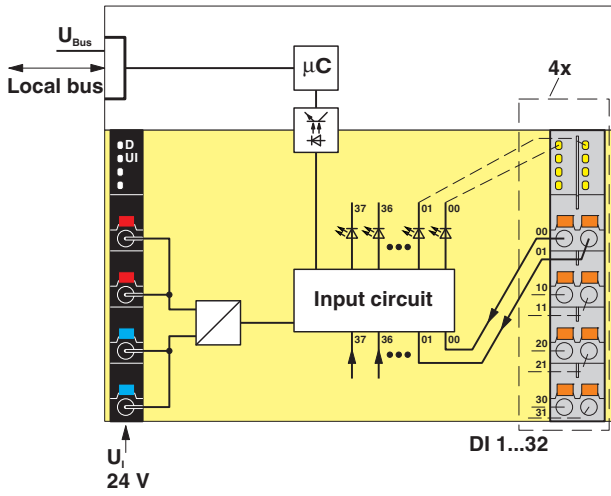 UBus
Local bus
µC
4x
D
UI
37 36 01 00
00
01
Input circuit
10
11
37 36 01 00
20
21
30
31
UI
24 V
DI 1...32